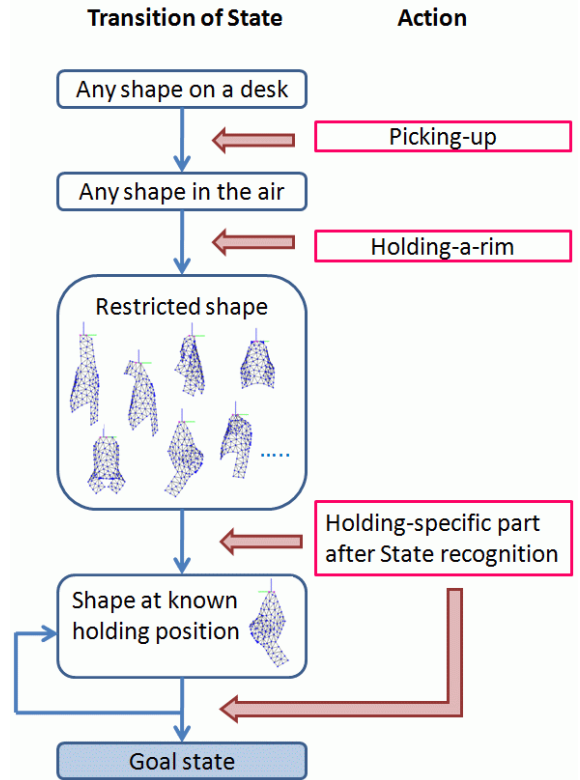 Transition of State
Action
Any shape on a desk
Picking-up
Any shape in the air
Holding-a-rim
Restricted shape
.....
Holding-specific part
after State recognition
Shape at known
holding position
Goal state